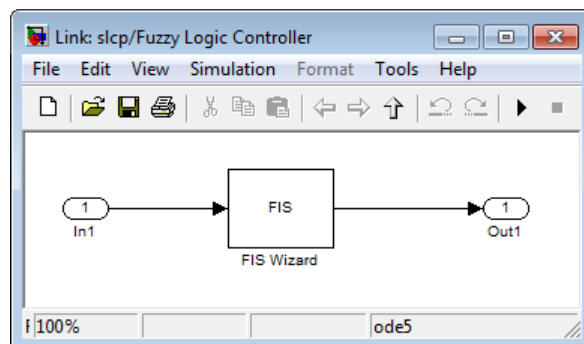 Link: slcp/Fuzzy Logic Controller
File Edit View Simulation Format Tools Help
1
FIS
1
In1
Out1
FIS Wizard
100%
ode5